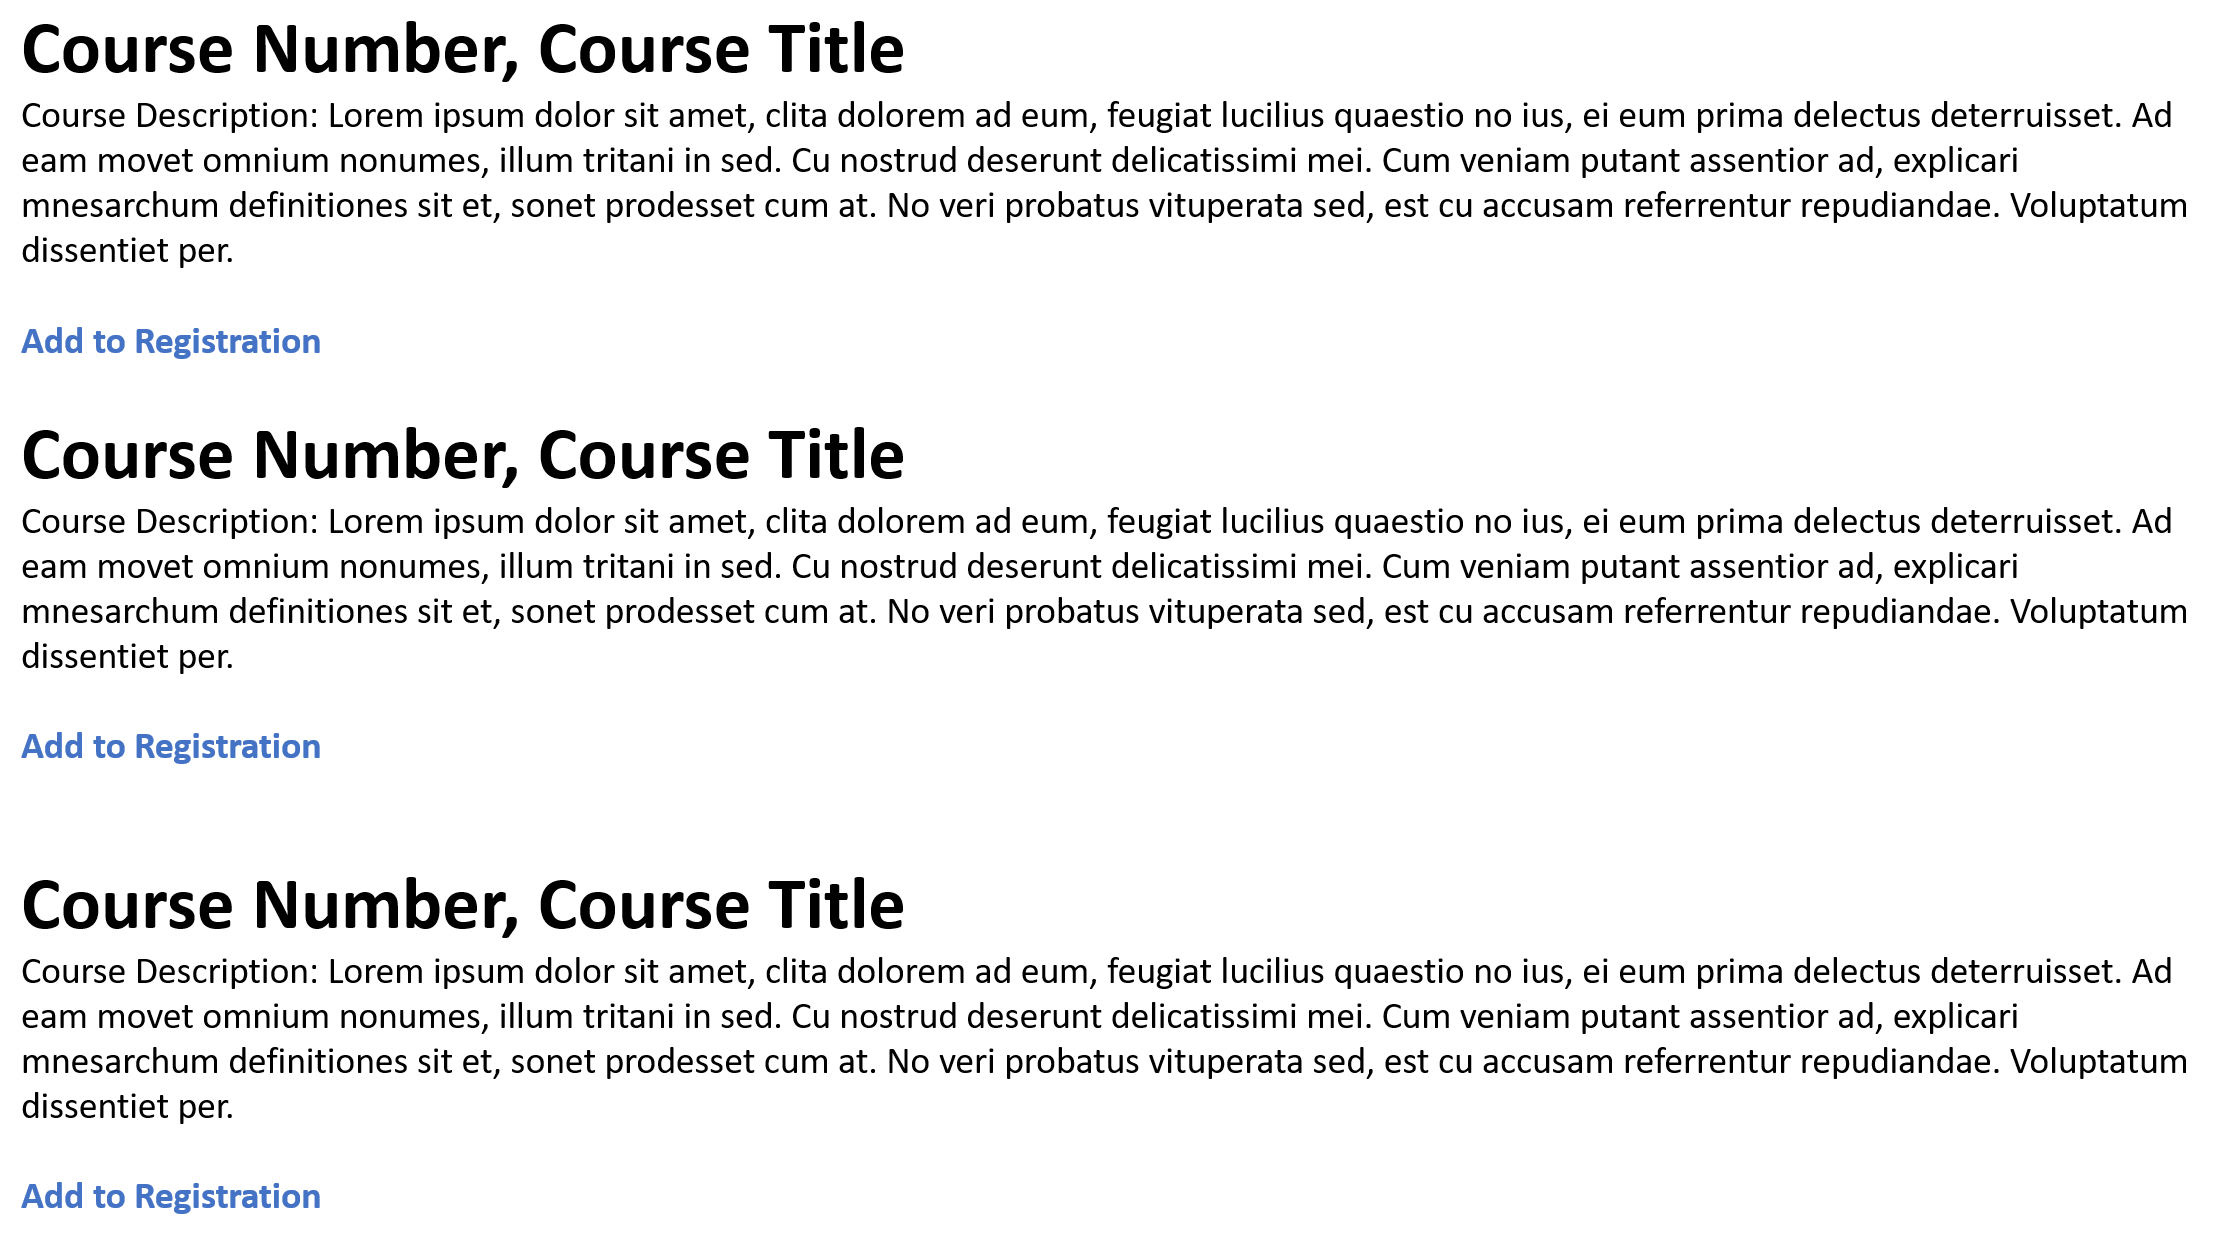 Course Number, Course Title
Course Description: Lorem ipsum dolor sit amet, clita dolorem ad eum, feugiat lucilius quaestio no ius, ei eum prima delectus deterruisset. Ad
eam movet omnium nonumes, illum tritani in sed. Cu nostrud deserunt delicatissimi mei. Cum veniam putant assentior ad, explicari
mnesarchum definitiones sit et, sonet prodesset cum at. No veri probatus vituperata sed, est cu accusam referrentur repudiandae. Voluptatum
dissentiet per.
Add to Registration
Course Number, Course Title
Course Description: Lorem ipsum dolor sit amet, clita dolorem ad eum, feugiat lucilius quaestio no ius, ei eum prima delectus deterruisset. Ad
eam movet omnium nonumes, illum tritani in sed. Cu nostrud deserunt delicatissimi mei. Cum veniam putant assentior ad, explicari
mnesarchum definitiones sit et, sonet prodesset cum at. No veri probatus vituperata sed, est cu accusam referrentur repudiandae. Voluptatum
dissentiet per.
Add to Registration
Course Number, Course Title
Course Description: Lorem ipsum dolor sit amet, clita dolorem ad eum, feugiat lucilius quaestio no ius, ei eum prima delectus deterruisset. Ad
eam movet omnium nonumes, illum tritani in sed. Cu nostrud deserunt delicatissimi mei. Cum veniam putant assentior ad, explicari
mnesarchum definitiones sit et, sonet prodesset cum at. No veri probatus vituperata sed, est cu accusam referrentur repudiandae. Voluptatum
dissentiet per.
Add to Registration